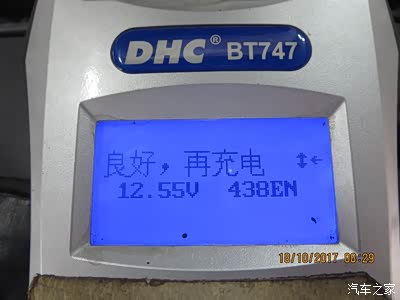 DHC® BT747
良好，再充电 ↕←
12.55V 438EN
18/10/2017 08:29
汽车之家